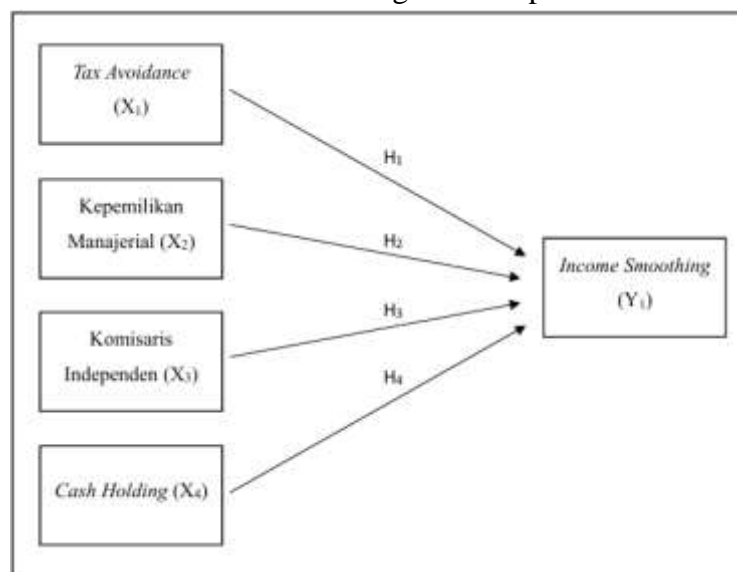 Tax Avoidance
(X₁)
Kepemilikan
Manajerial (X₂)
Komisaris
Independen (X₃)
Cash Holding (X₄)
H₁
H₂
H₃
H₄
Income Smoothing
(Y₁)